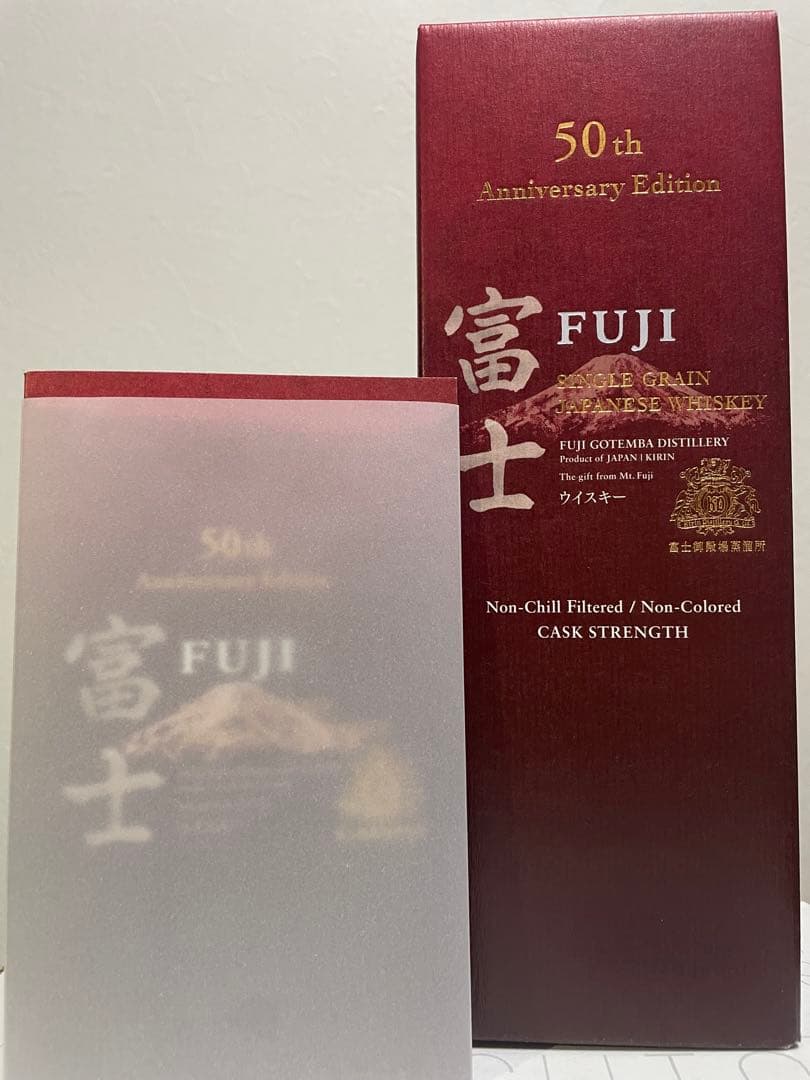 50th
Anniversary Edition
富士
FUJI
SINGLE GRAIN
JAPANESE WHISKEY
FUJI GOTEMBA DISTILLERY
Product of JAPAN | KIRIN
The gift from Mt. Fuji
ウイスキー
富士御殿場蒸溜所
Non-Chill Filtered / Non-Colored
CASK STRENGTH
50th
Anniversary Edition
富士
FUJI